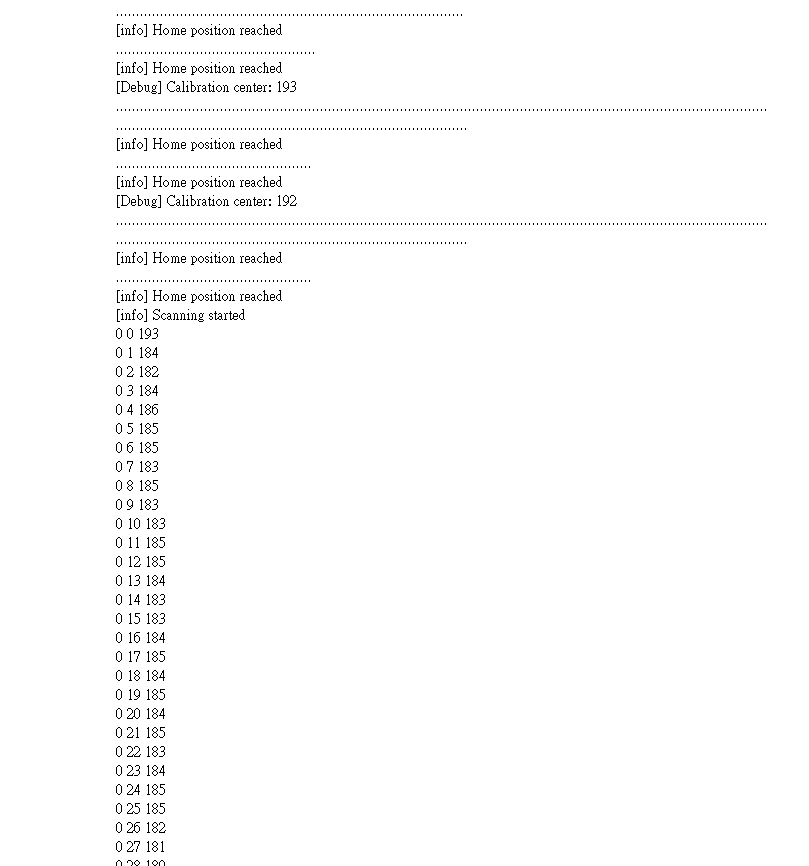 [info] Home position reached
[info] Home position reached
[Debug] Calibration center: 193
[info] Home position reached
[info] Home position reached
[Debug] Calibration center: 192
[info] Home position reached
[info] Home position reached
[info] Scanning started
0 0 193
0 1 184
0 2 182
0 3 184
0 4 186
0 5 185
0 6 185
0 7 183
0 8 185
0 9 183
0 10 183
0 11 185
0 12 185
0 13 184
0 14 183
0 15 183
0 16 184
0 17 185
0 18 184
0 19 185
0 20 184
0 21 185
0 22 183
0 23 184
0 24 185
0 25 185
0 26 182
0 27 181